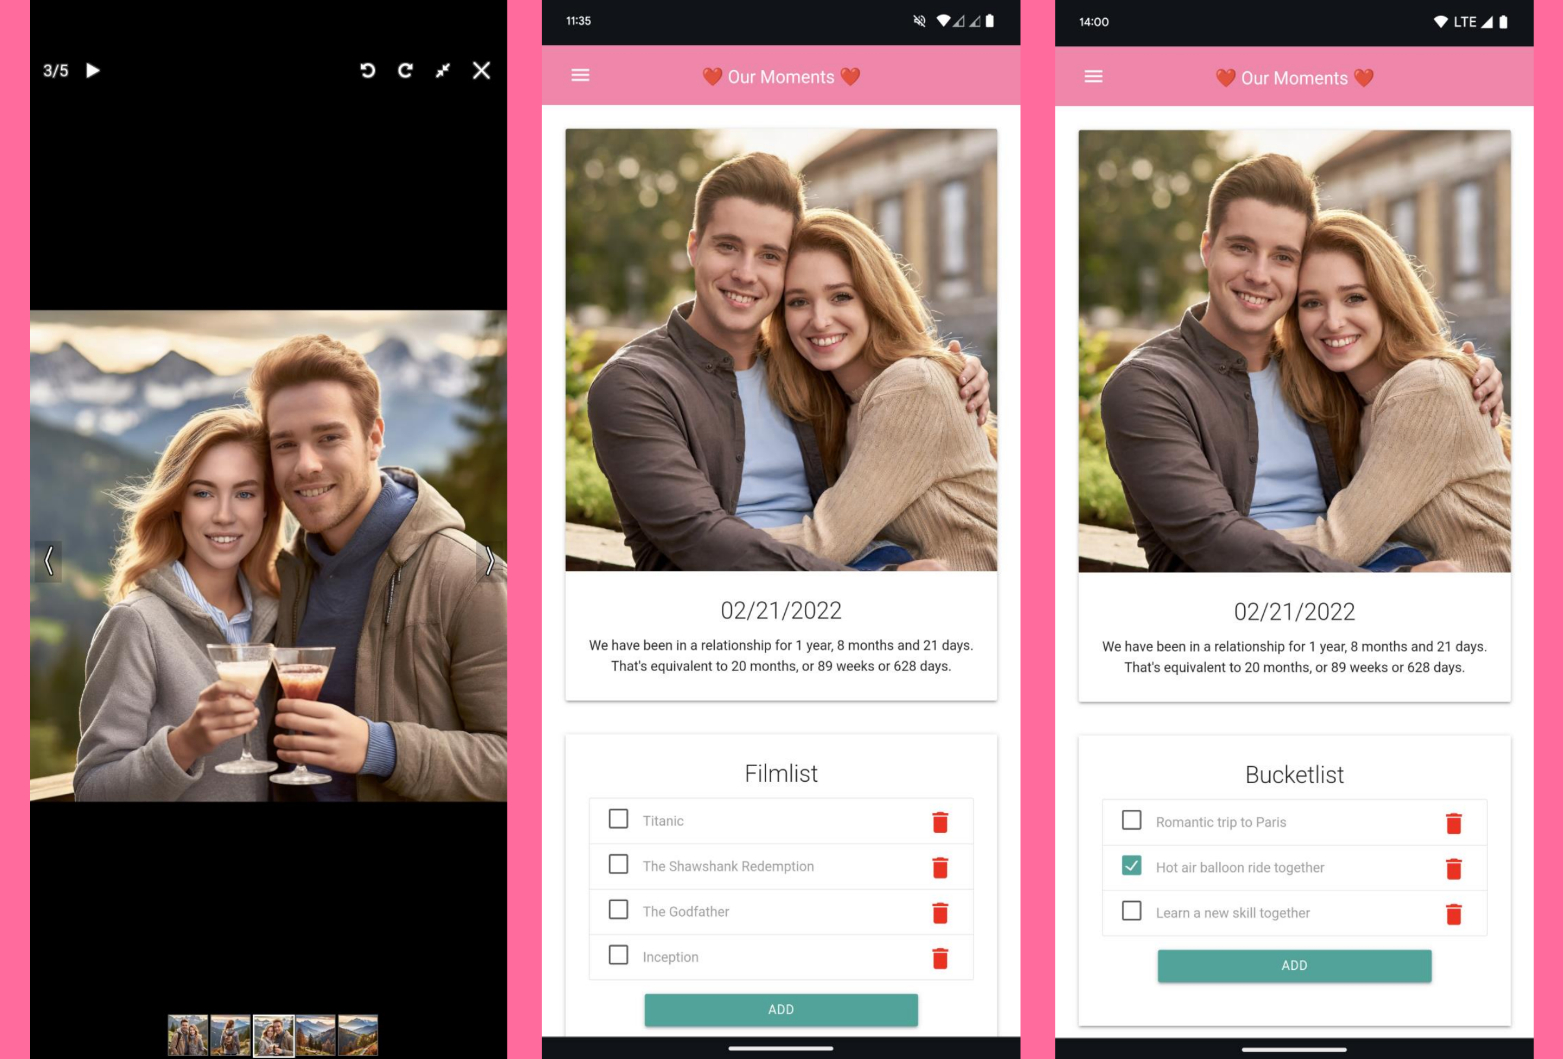 3/5
11:35
❤️ Our Moments ❤️
02/21/2022
We have been in a relationship for 1 year, 8 months and 21 days.
That's equivalent to 20 months, or 89 weeks or 628 days.
Filmlist
Titanic
The Shawshank Redemption
The Godfather
Inception
ADD
14:00
LTE
❤️ Our Moments ❤️
02/21/2022
We have been in a relationship for 1 year, 8 months and 21 days.
That's equivalent to 20 months, or 89 weeks or 628 days.
Bucketlist
Romantic trip to Paris
Hot air balloon ride together
Learn a new skill together
ADD